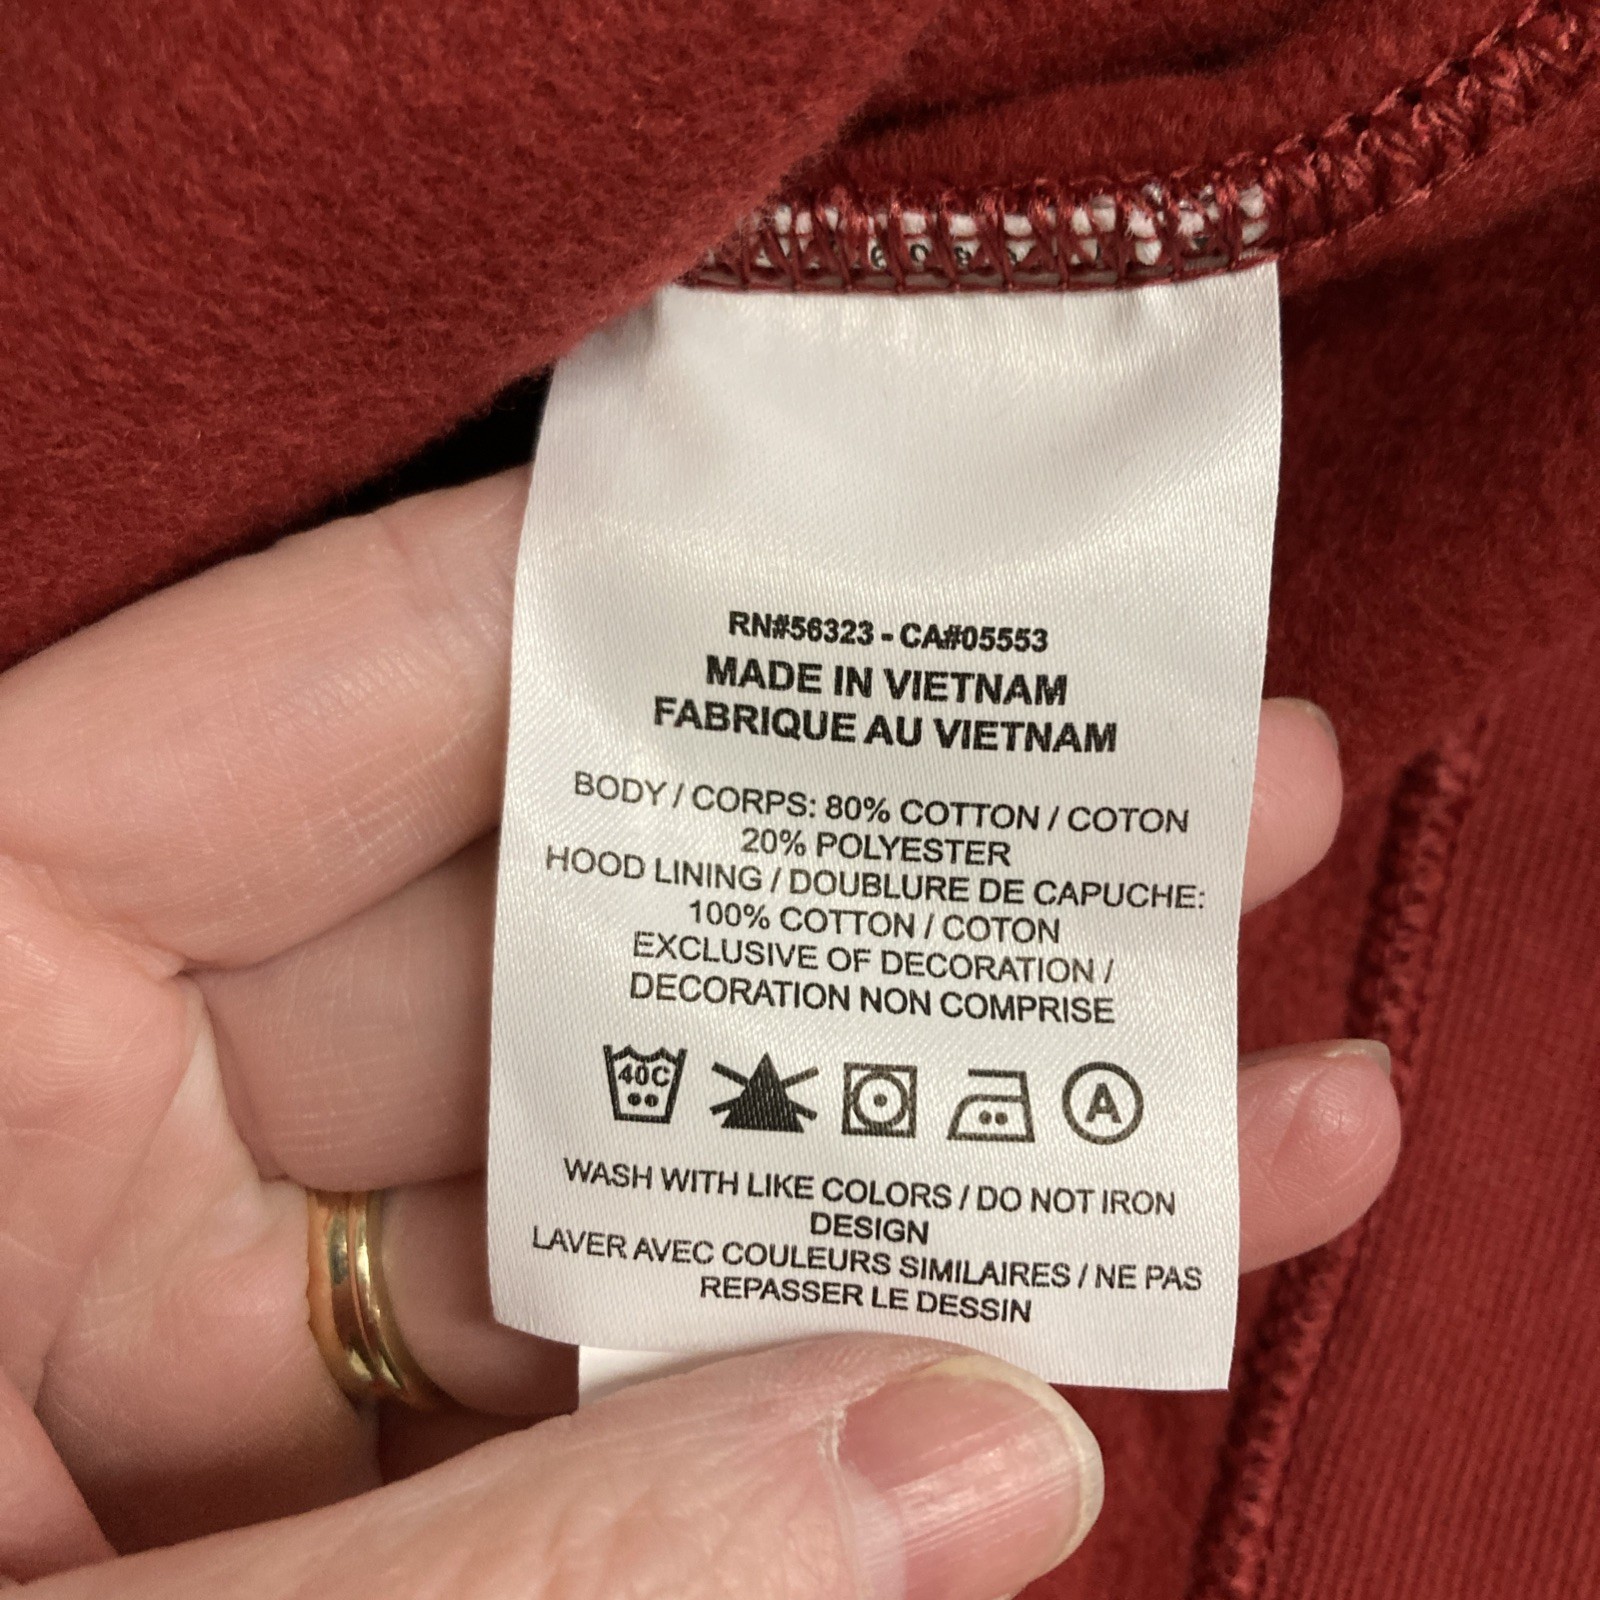 RN#56323 - CA#05553
MADE IN VIETNAM
FABRIQUE AU VIETNAM
BODY / CORPS: 80% COTTON / COTON
20% POLYESTER
HOOD LINING / DOUBLURE DE CAPUCHE:
100% COTTON / COTON
EXCLUSIVE OF DECORATION /
DECORATION NON COMPRISE
40C
A
WASH WITH LIKE COLORS / DO NOT IRON
DESIGN
LAVER AVEC COULEURS SIMILAIRES / NE PAS
REPASSER LE DESSIN